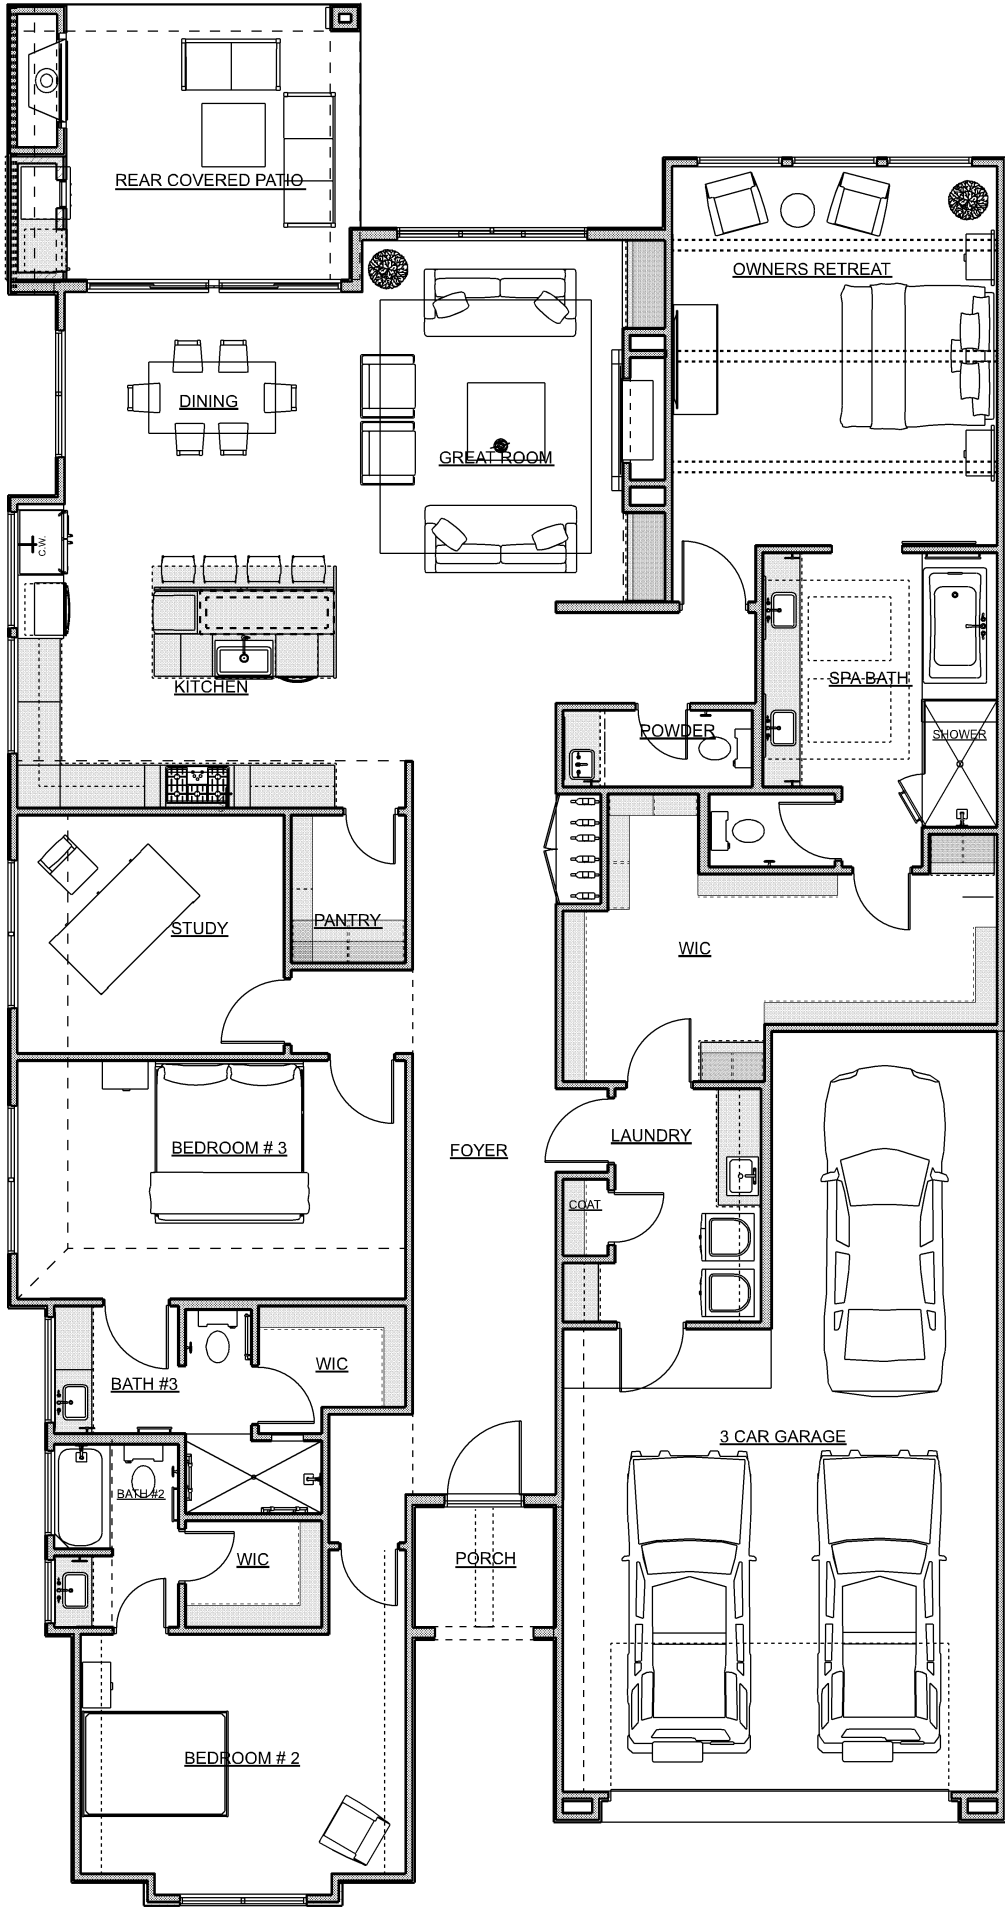 REAR COVERED PATIO
OWNERS RETREAT
DINING
GREAT ROOM
C.W.
KITCHEN
SPA-BATH
POWDER
SHOWER
PANTRY
STUDY
WIC
LAUNDRY
BEDROOM # 3
FOYER
COAT
WIC
BATH #3
3 CAR GARAGE
BATH #2
WIC
PORCH
BEDROOM # 2